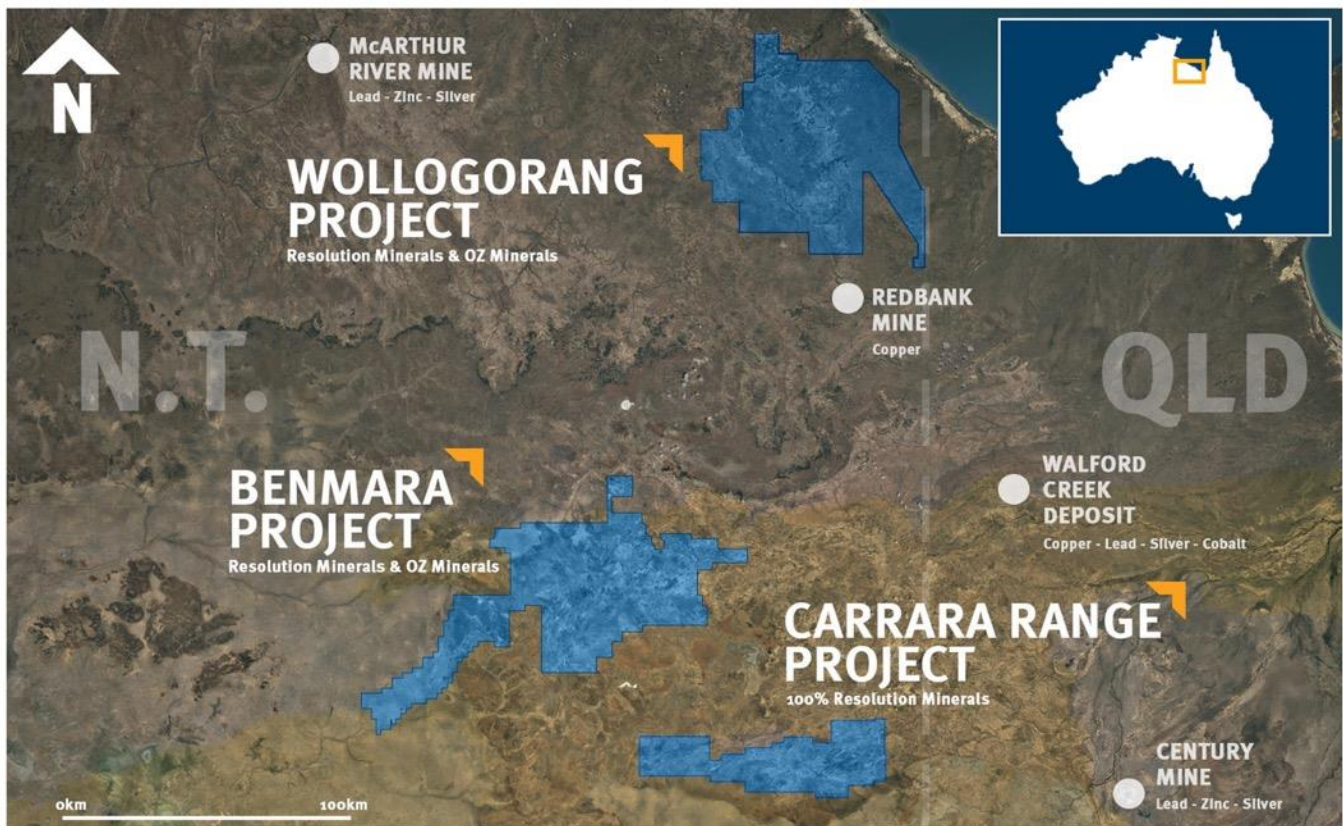 N
McARTHUR
RIVER MINE
Lead - Zinc - Silver
WOLLOGORANG
PROJECT
Resolution Minerals & OZ Minerals
REDBANK
MINE
Copper
N.T.
QLD
BENMARA
PROJECT
Resolution Minerals & OZ Minerals
WALFORD
CREEK
DEPOSIT
Copper - Lead - Silver - Cobalt
CARRARA RANGE
PROJECT
100% Resolution Minerals
CENTURY
MINE
Lead - Zinc - Silver
0km
100km